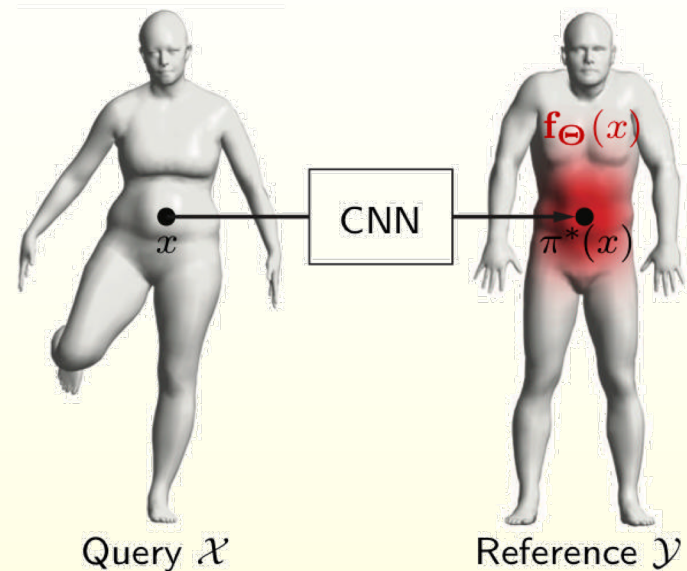 f_Θ(x)
CNN
x
π*(x)
Query 𝒳
Reference 𝒴